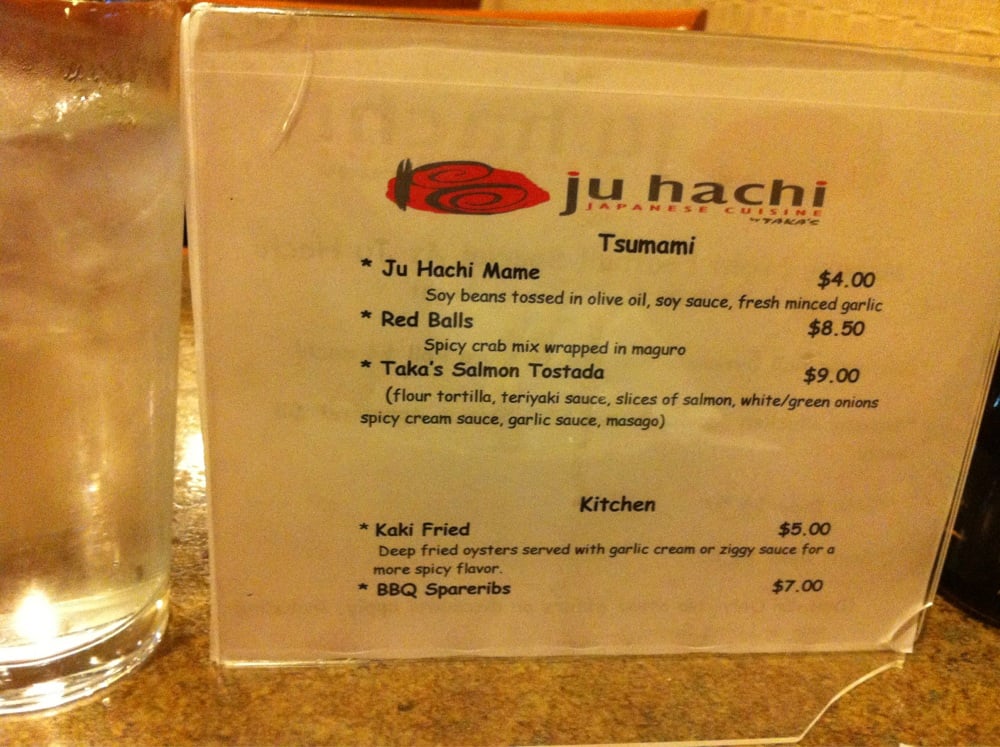 ju hachi
JAPANESE CUISINE
BY TAKA'S
Tsumami
* Ju Hachi Mame $4.00
Soy beans tossed in olive oil, soy sauce, fresh minced garlic
* Red Balls $8.50
Spicy crab mix wrapped in maguro
* Taka's Salmon Tostada $9.00
(flour tortilla, teriyaki sauce, slices of salmon, white/green onions
spicy cream sauce, garlic sauce, masago)
Kitchen
* Kaki Fried $5.00
Deep fried oysters served with garlic cream or ziggy sauce for a
more spicy flavor.
* BBQ Spareribs $7.00